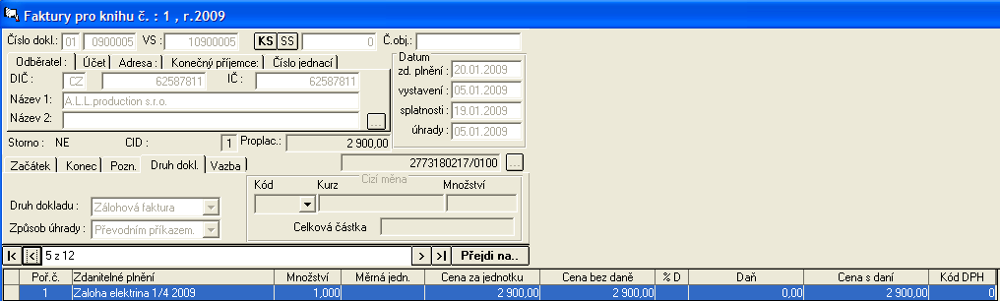 Faktury pro knihu č. : 1 , r.2009
Číslo dokl.: 01 0900005 VS : 10900005 KS SS 0 Č.obj.:
Odběratel : Účet Adresa : Konečný příjemce: Číslo jednací
Datum
DIČ : CZ 62587811 IČ : 62587811
zd. plnění : 20.01.2009
Název 1: A.L.L.production s.r.o.
vystavení : 05.01.2009
Název 2: ...
splatnosti : 19.01.2009
úhrady : 05.01.2009
Storno : NE CID : 1 Proplac.: 2 900,00
Začátek Konec Pozn. Druh dokl. Vazba 2773180217/0100 ...
Cizí měna
Kód Kurz Množství
Druh dokladu : Zálohová faktura
Způsob úhrady : Převodním příkazem.
Celková částka
5 z 12 Přejdi na..
Poř.č. Zdanitelné plnění Množství Měrná jedn. Cena za jednotku Cena bez daně % D Daň Cena s daní Kód DPH
1 Zaloha elektrina 1/4 2009 1,000 2 900,00 2 900,00 0,00 2 900,00 0